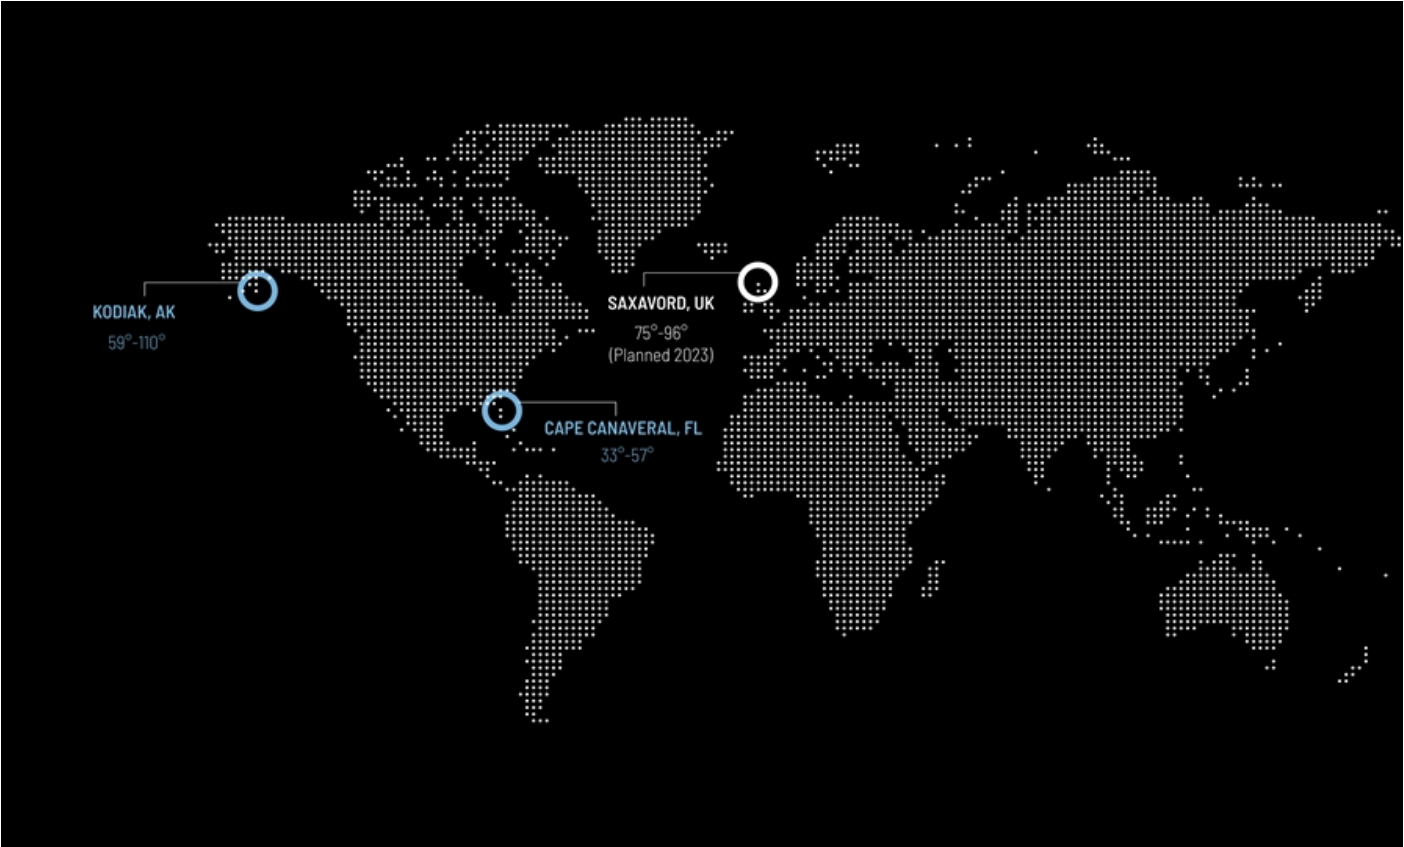 KODIAK, AK
59°-110°
SAXAVORD, UK
75°-96°
(Planned 2023)
CAPE CANAVERAL, FL
33°-57°